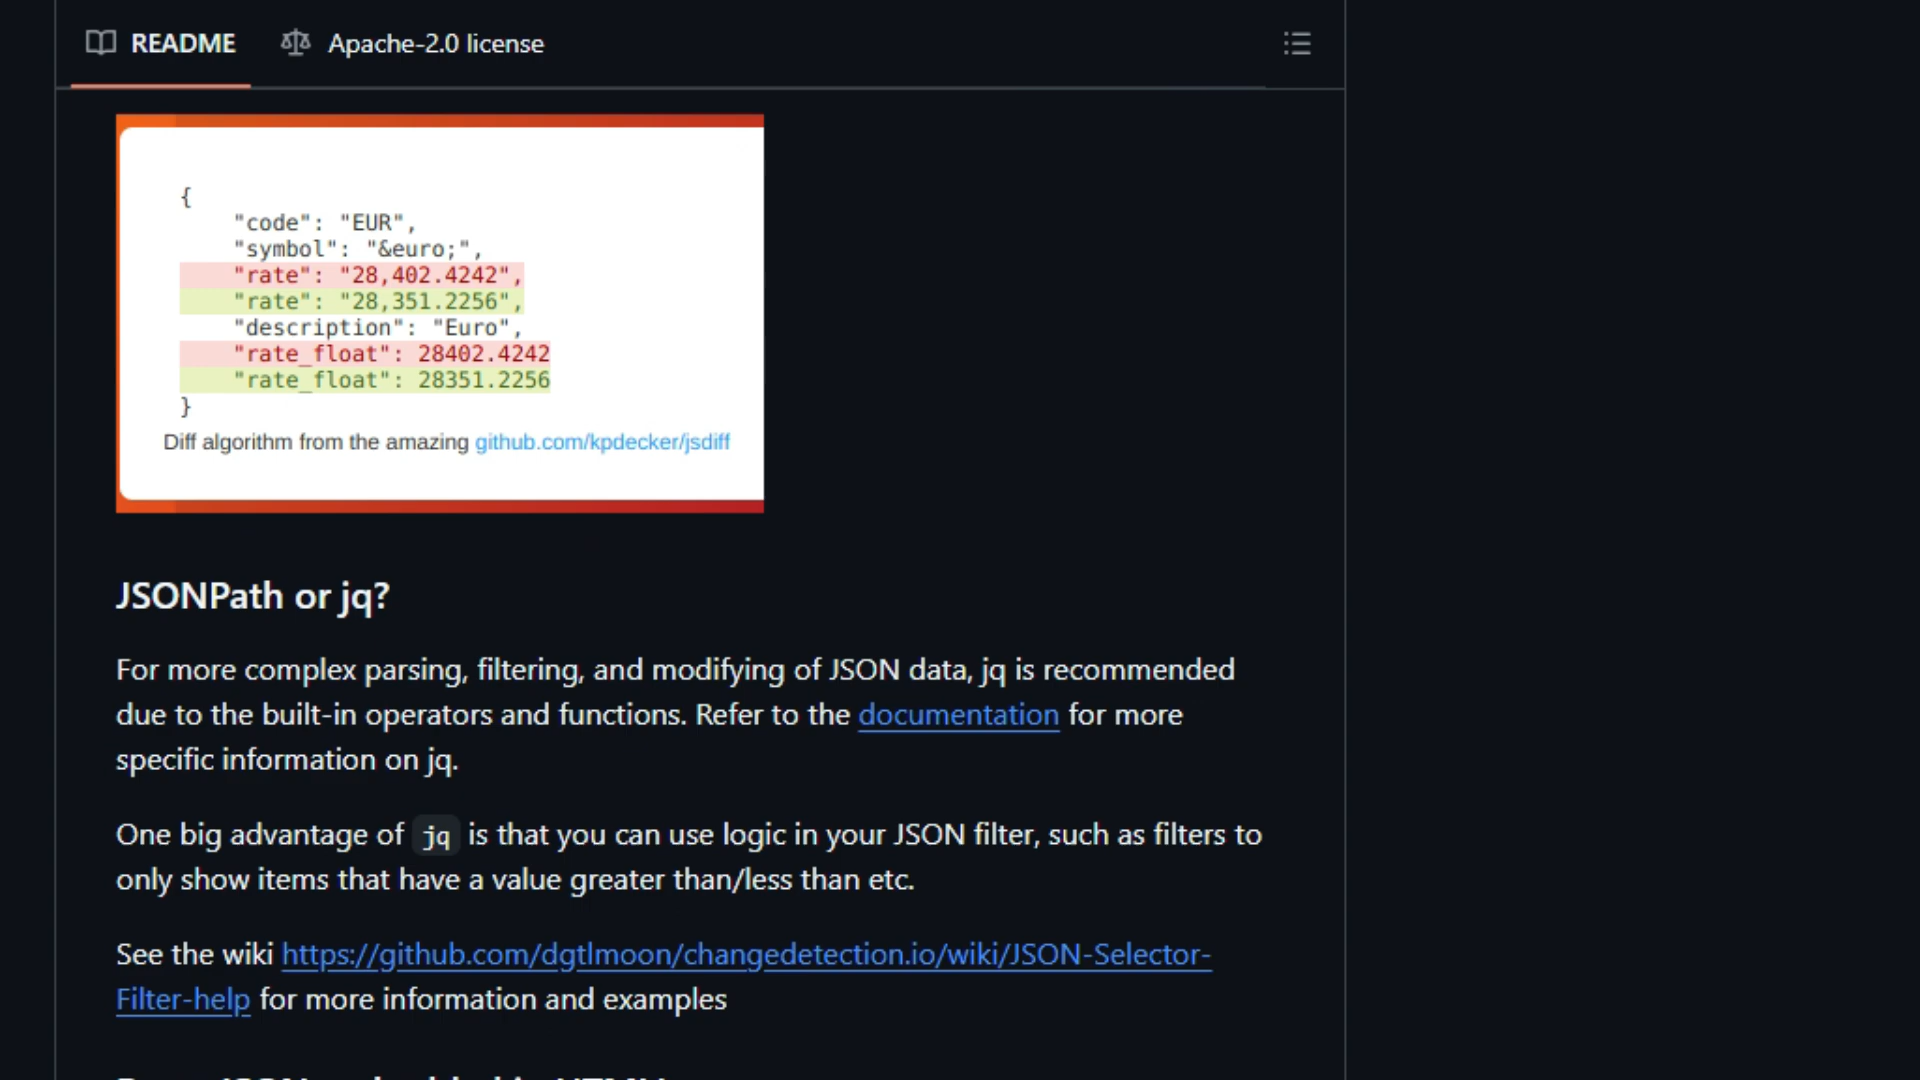 README
Apache-2.0 license
{
"code": "EUR",
"symbol": "&euro;",
"rate": "28,402.4242",
"rate": "28,351.2256",
"description": "Euro",
"rate_float": 28402.4242
"rate_float": 28351.2256
}
Diff algorithm from the amazing github.com/kpdecker/jsdiff
JSONPath or jq?
For more complex parsing, filtering, and modifying of JSON data, jq is recommended
due to the built-in operators and functions. Refer to the documentation for more
specific information on jq.
One big advantage of jq is that you can use logic in your JSON filter, such as filters to
only show items that have a value greater than/less than etc.
See the wiki https://github.com/dgtlmoon/changedetection.io/wiki/JSON-Selector-
Filter-help for more information and examples